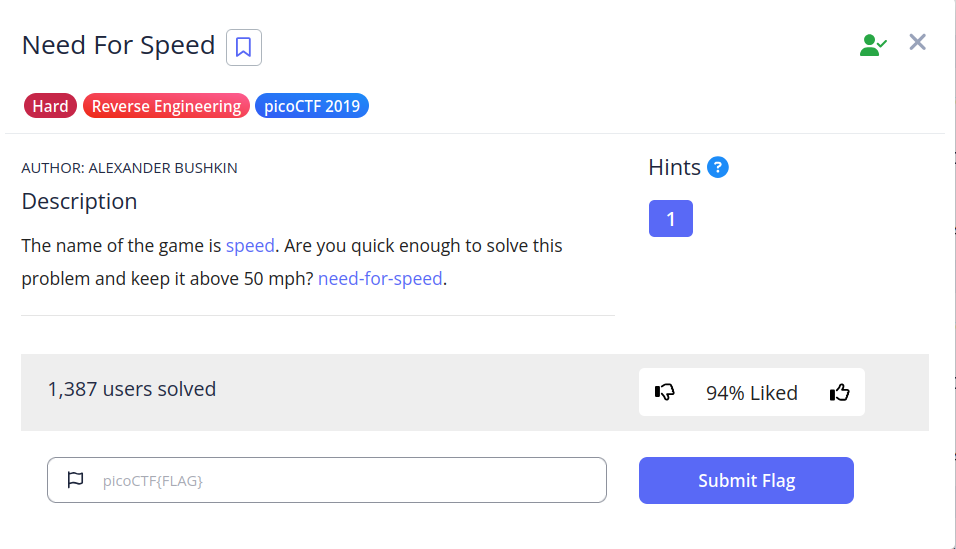 Need For Speed
Hard Reverse Engineering picoCTF 2019
AUTHOR: ALEXANDER BUSHKIN
Description
The name of the game is speed. Are you quick enough to solve this
problem and keep it above 50 mph? need-for-speed.
Hints ?
1
1,387 users solved
94% Liked
picoCTF{FLAG}
Submit Flag